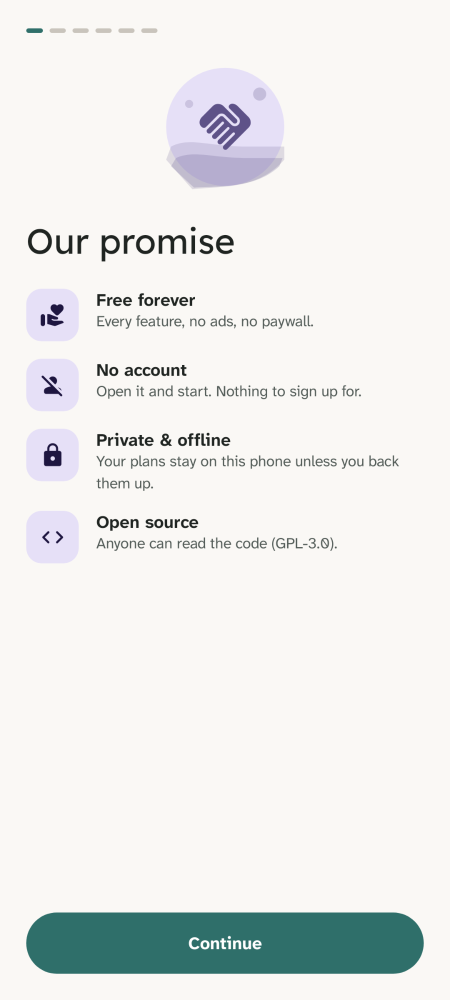 Our promise
Free forever
Every feature, no ads, no paywall.
No account
Open it and start. Nothing to sign up for.
Private & offline
Your plans stay on this phone unless you back
them up.
Open source
Anyone can read the code (GPL-3.0).
Continue